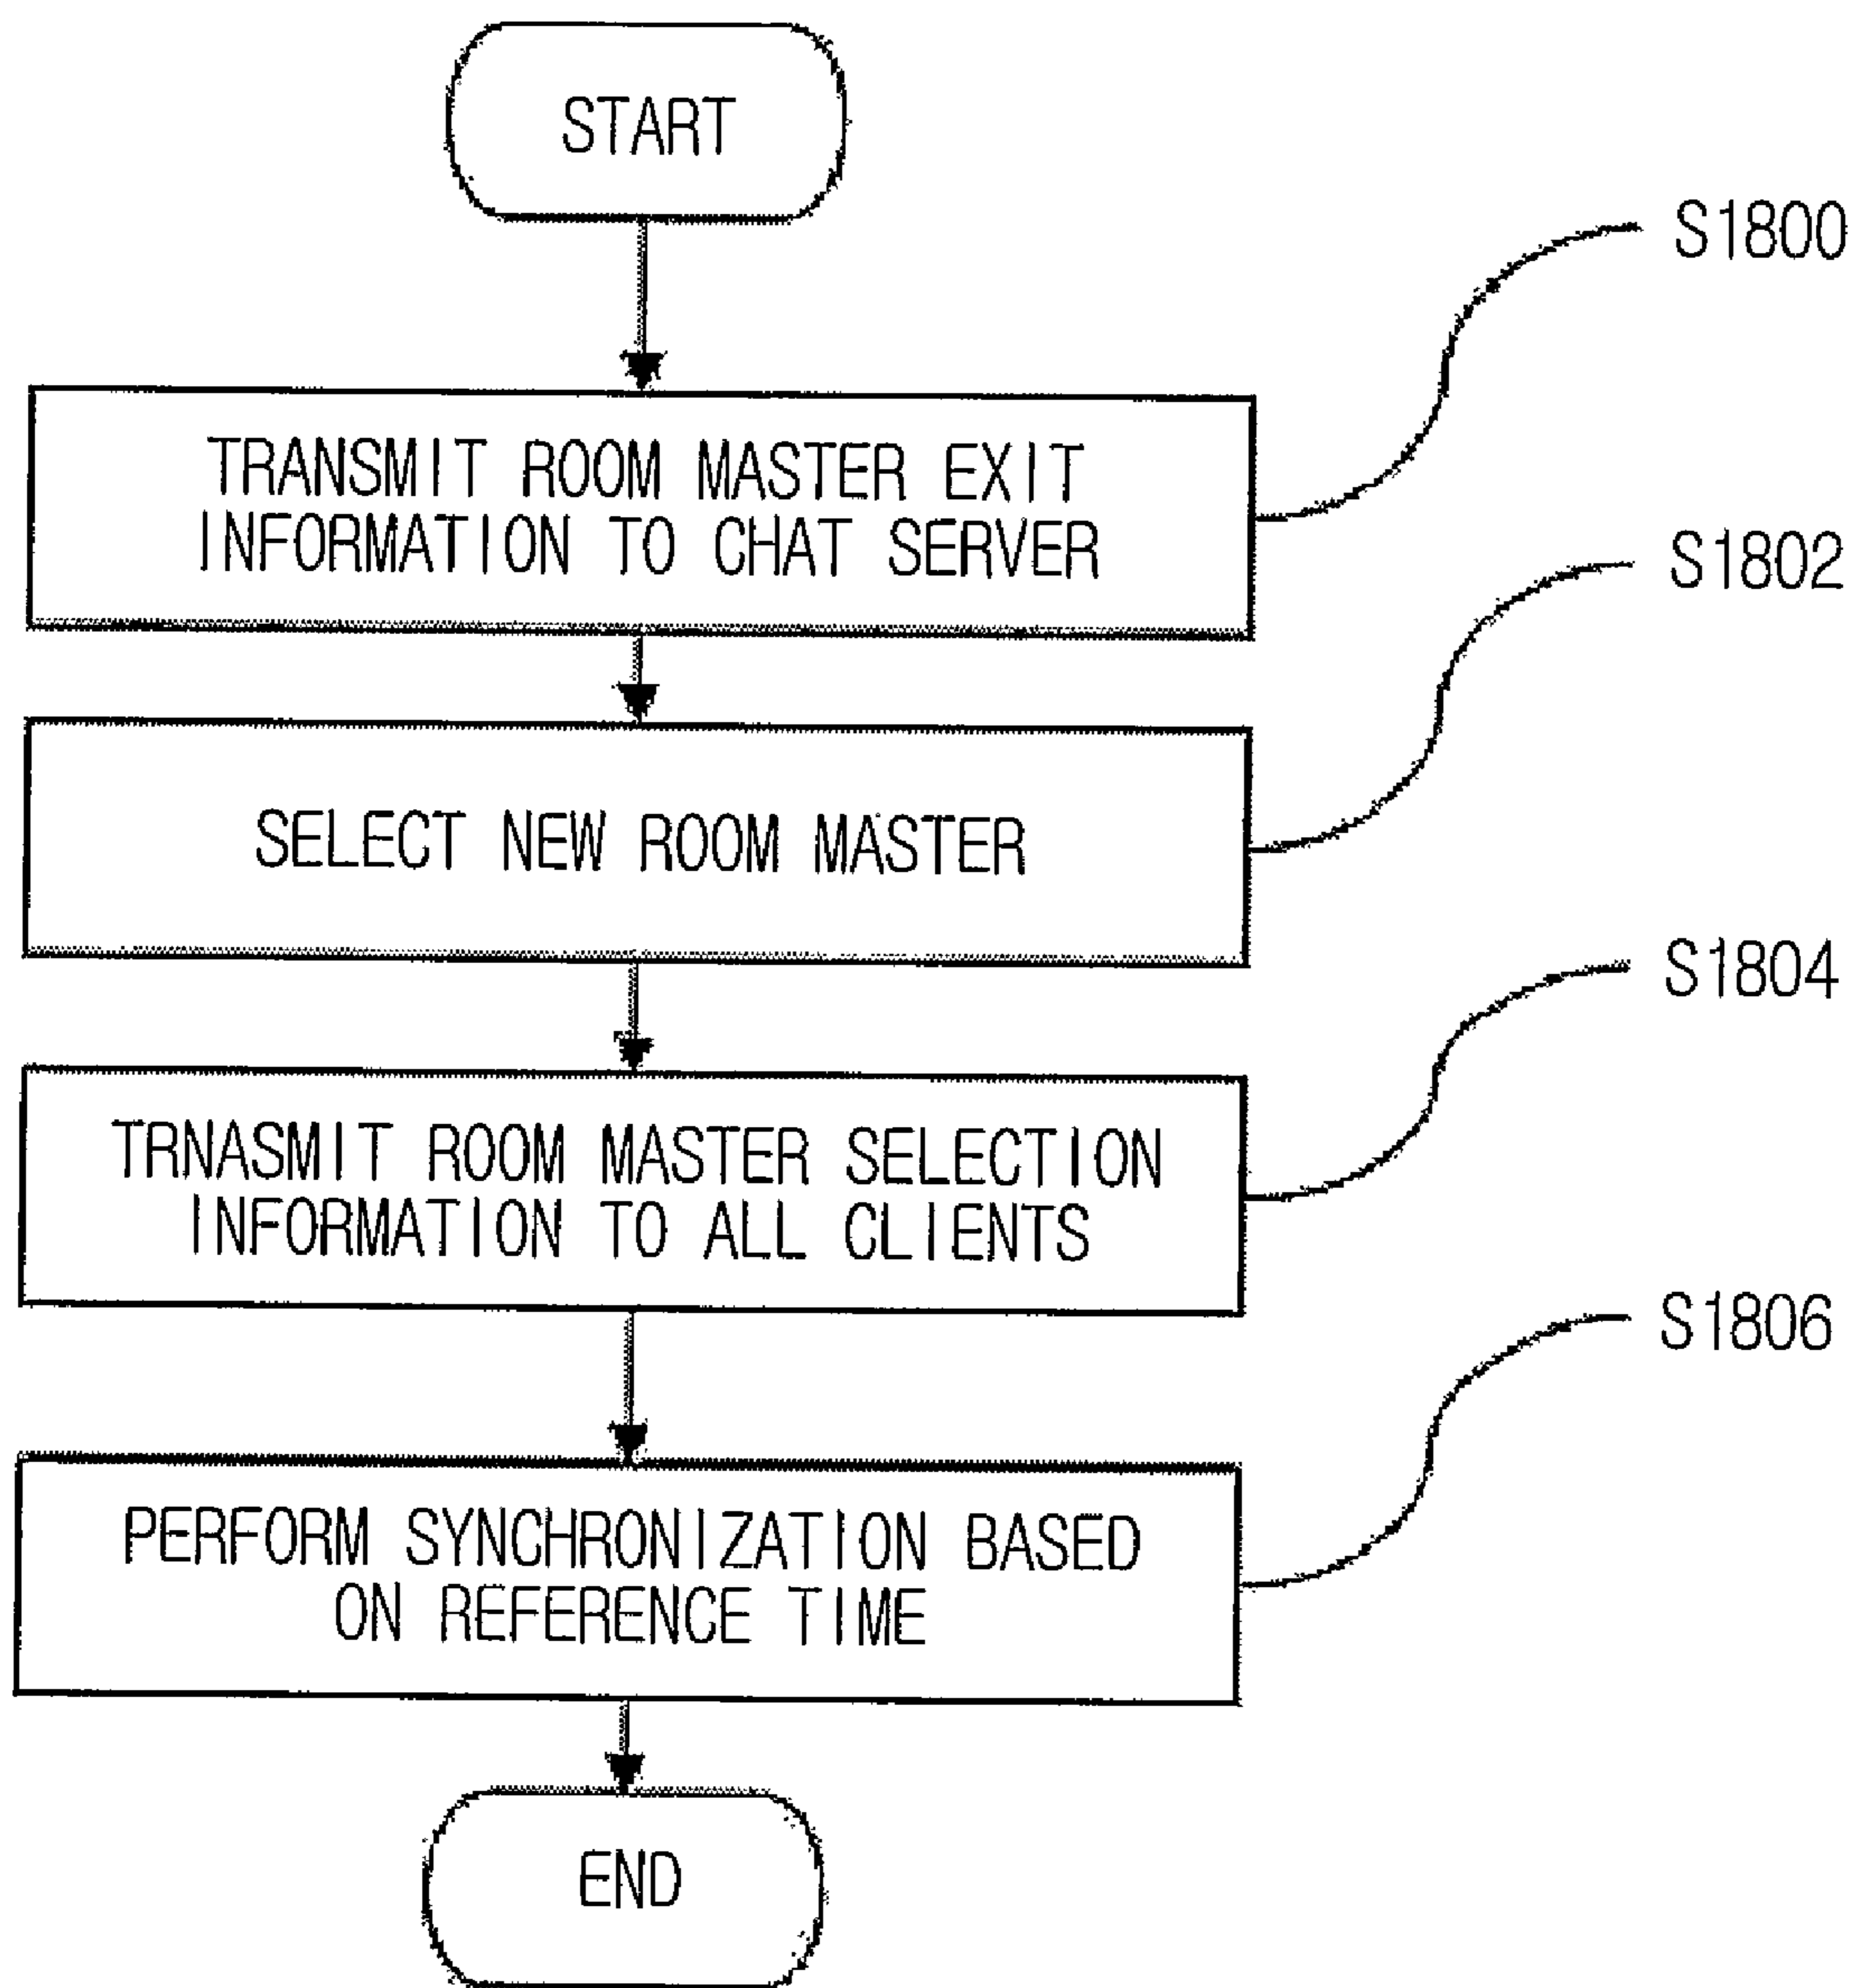 START
S1800
TRANSMIT ROOM MASTER EXIT
INFORMATION TO CHAT SERVER
S1802
SELECT NEW ROOM MASTER
S1804
TRNASMIT ROOM MASTER SELECTION
INFORMATION TO ALL CLIENTS
S1806
PERFORM SYNCHRONIZATION BASED
ON REFERENCE TIME
END